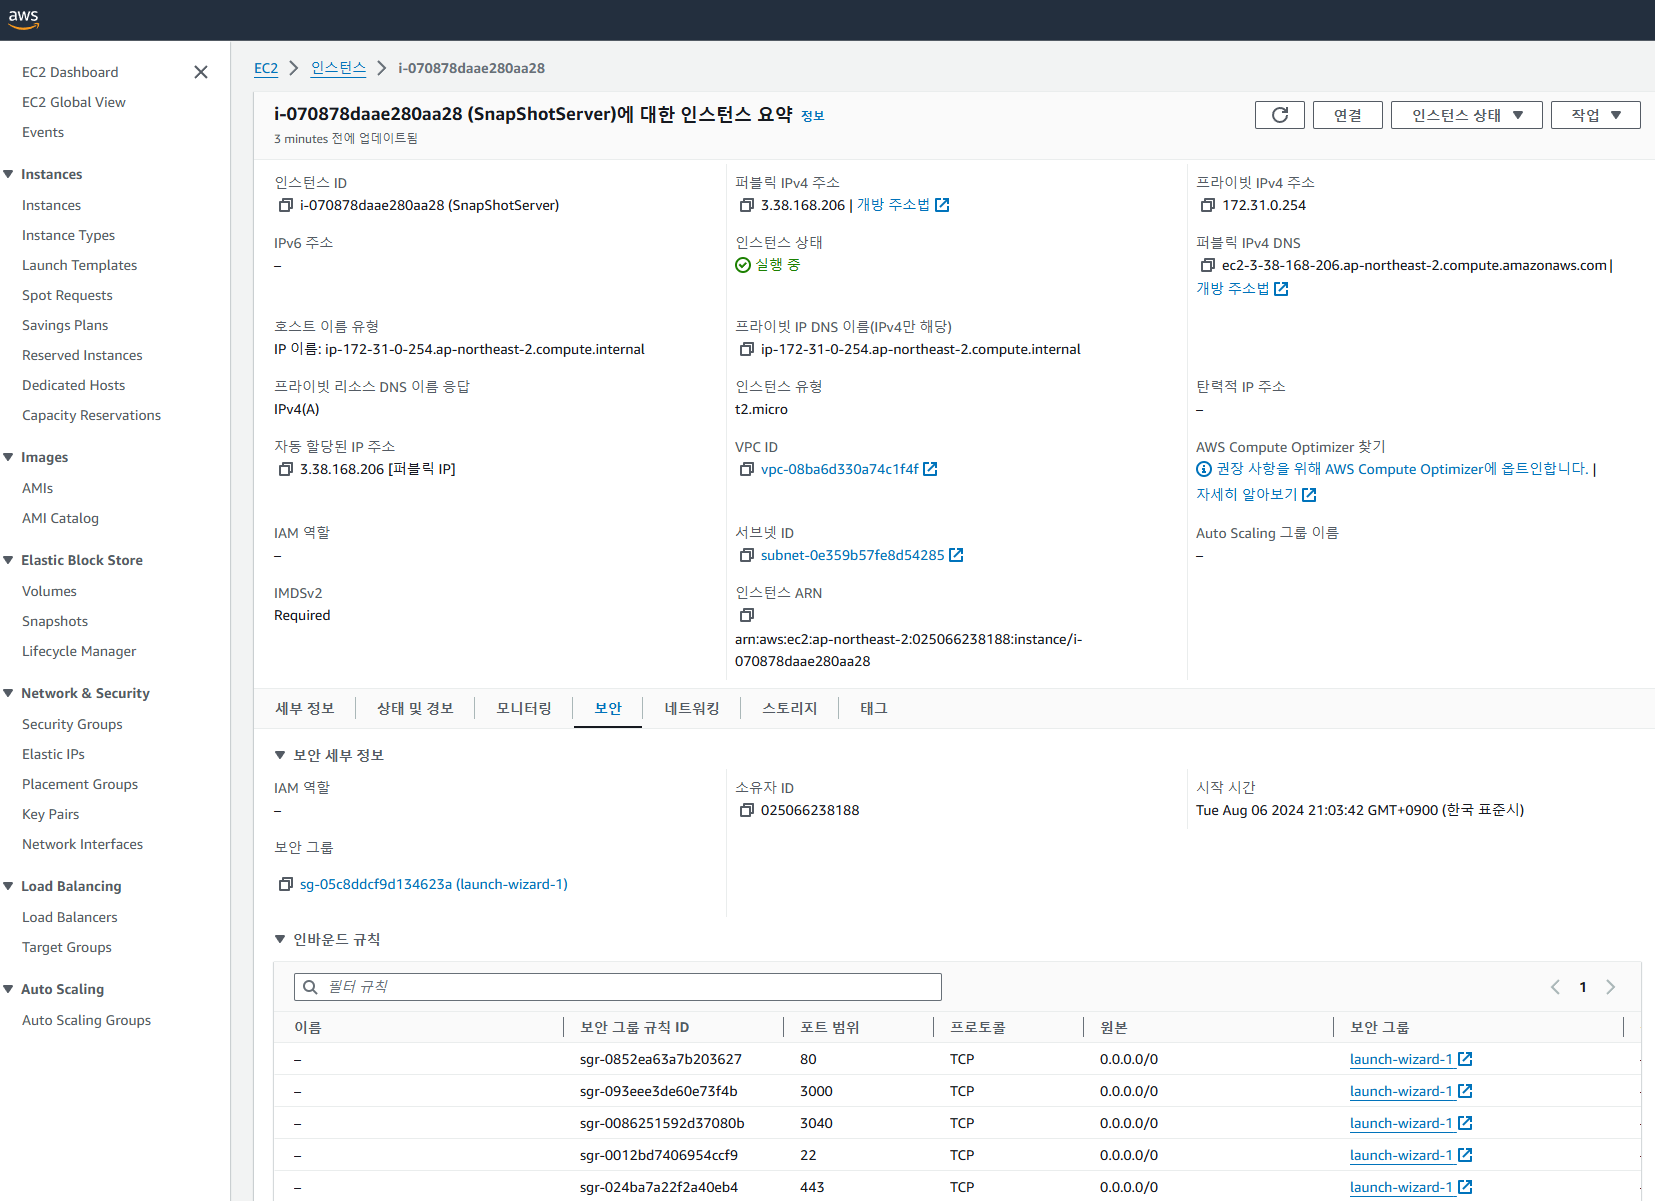 aws
EC2 Dashboard
EC2 Global View
Events
Instances
Instances
Instance Types
Launch Templates
Spot Requests
Savings Plans
Reserved Instances
Dedicated Hosts
Capacity Reservations
Images
AMIs
AMI Catalog
Elastic Block Store
Volumes
Snapshots
Lifecycle Manager
Network & Security
Security Groups
Elastic IPs
Placement Groups
Key Pairs
Network Interfaces
Load Balancing
Load Balancers
Target Groups
Auto Scaling
Auto Scaling Groups
EC2 > 인스턴스 > i-070878daae280aa28
i-070878daae280aa28 (SnapShotServer)에 대한 인스턴스 요약 정보
3 minutes 전에 업데이트됨
연결 인스턴스 상태 작업
인스턴스 ID
i-070878daae280aa28 (SnapShotServer)
퍼블릭 IPv4 주소
3.38.168.206 | 개방 주소법
프라이빗 IPv4 주소
172.31.0.254
IPv6 주소
–
인스턴스 상태
실행 중
퍼블릭 IPv4 DNS
ec2-3-38-168-206.ap-northeast-2.compute.amazonaws.com |
개방 주소법
호스트 이름 유형
IP 이름: ip-172-31-0-254.ap-northeast-2.compute.internal
프라이빗 IP DNS 이름(IPv4만 해당)
ip-172-31-0-254.ap-northeast-2.compute.internal
프라이빗 리소스 DNS 이름 응답
IPv4(A)
인스턴스 유형
t2.micro
탄력적 IP 주소
–
자동 할당된 IP 주소
3.38.168.206 [퍼블릭 IP]
VPC ID
vpc-08ba6d330a74c1f4f
AWS Compute Optimizer 찾기
권장 사항을 위해 AWS Compute Optimizer에 옵트인합니다. |
자세히 알아보기
IAM 역할
–
서브넷 ID
subnet-0e359b57fe8d54285
Auto Scaling 그룹 이름
–
IMDSv2
Required
인스턴스 ARN
arn:aws:ec2:ap-northeast-2:025066238188:instance/i-
070878daae280aa28
세부 정보 상태 및 경보 모니터링 보안 네트워킹 스토리지 태그
보안 세부 정보
IAM 역할
–
소유자 ID
025066238188
시작 시간
Tue Aug 06 2024 21:03:42 GMT+0900 (한국 표준시)
보안 그룹
sg-05c8ddcf9d134623a (launch-wizard-1)
인바운드 규칙
필터 규칙
1
이름 보안 그룹 규칙 ID 포트 범위 프로토콜 원본 보안 그룹
– sgr-0852ea63a7b203627 80 TCP 0.0.0.0/0 launch-wizard-1
– sgr-093eee3de60e73f4b 3000 TCP 0.0.0.0/0 launch-wizard-1
– sgr-0086251592d37080b 3040 TCP 0.0.0.0/0 launch-wizard-1
– sgr-0012bd7406954ccf9 22 TCP 0.0.0.0/0 launch-wizard-1
– sgr-024ba7a22f2a40eb4 443 TCP 0.0.0.0/0 launch-wizard-1